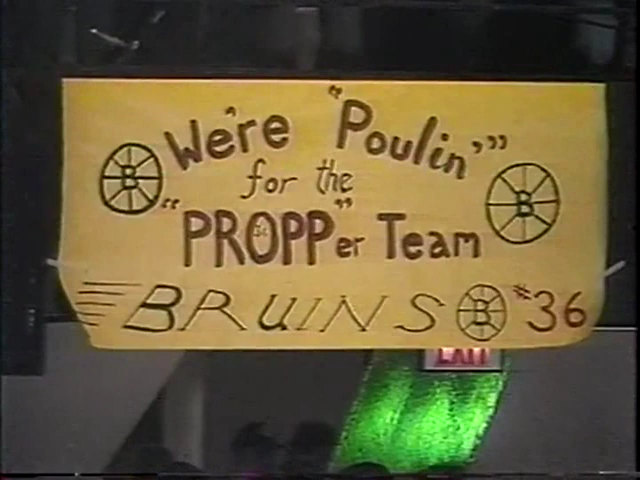 We're "Poulin'"
for the
"PROPP"er Team
BRUINS B #36
B
B
EXIT